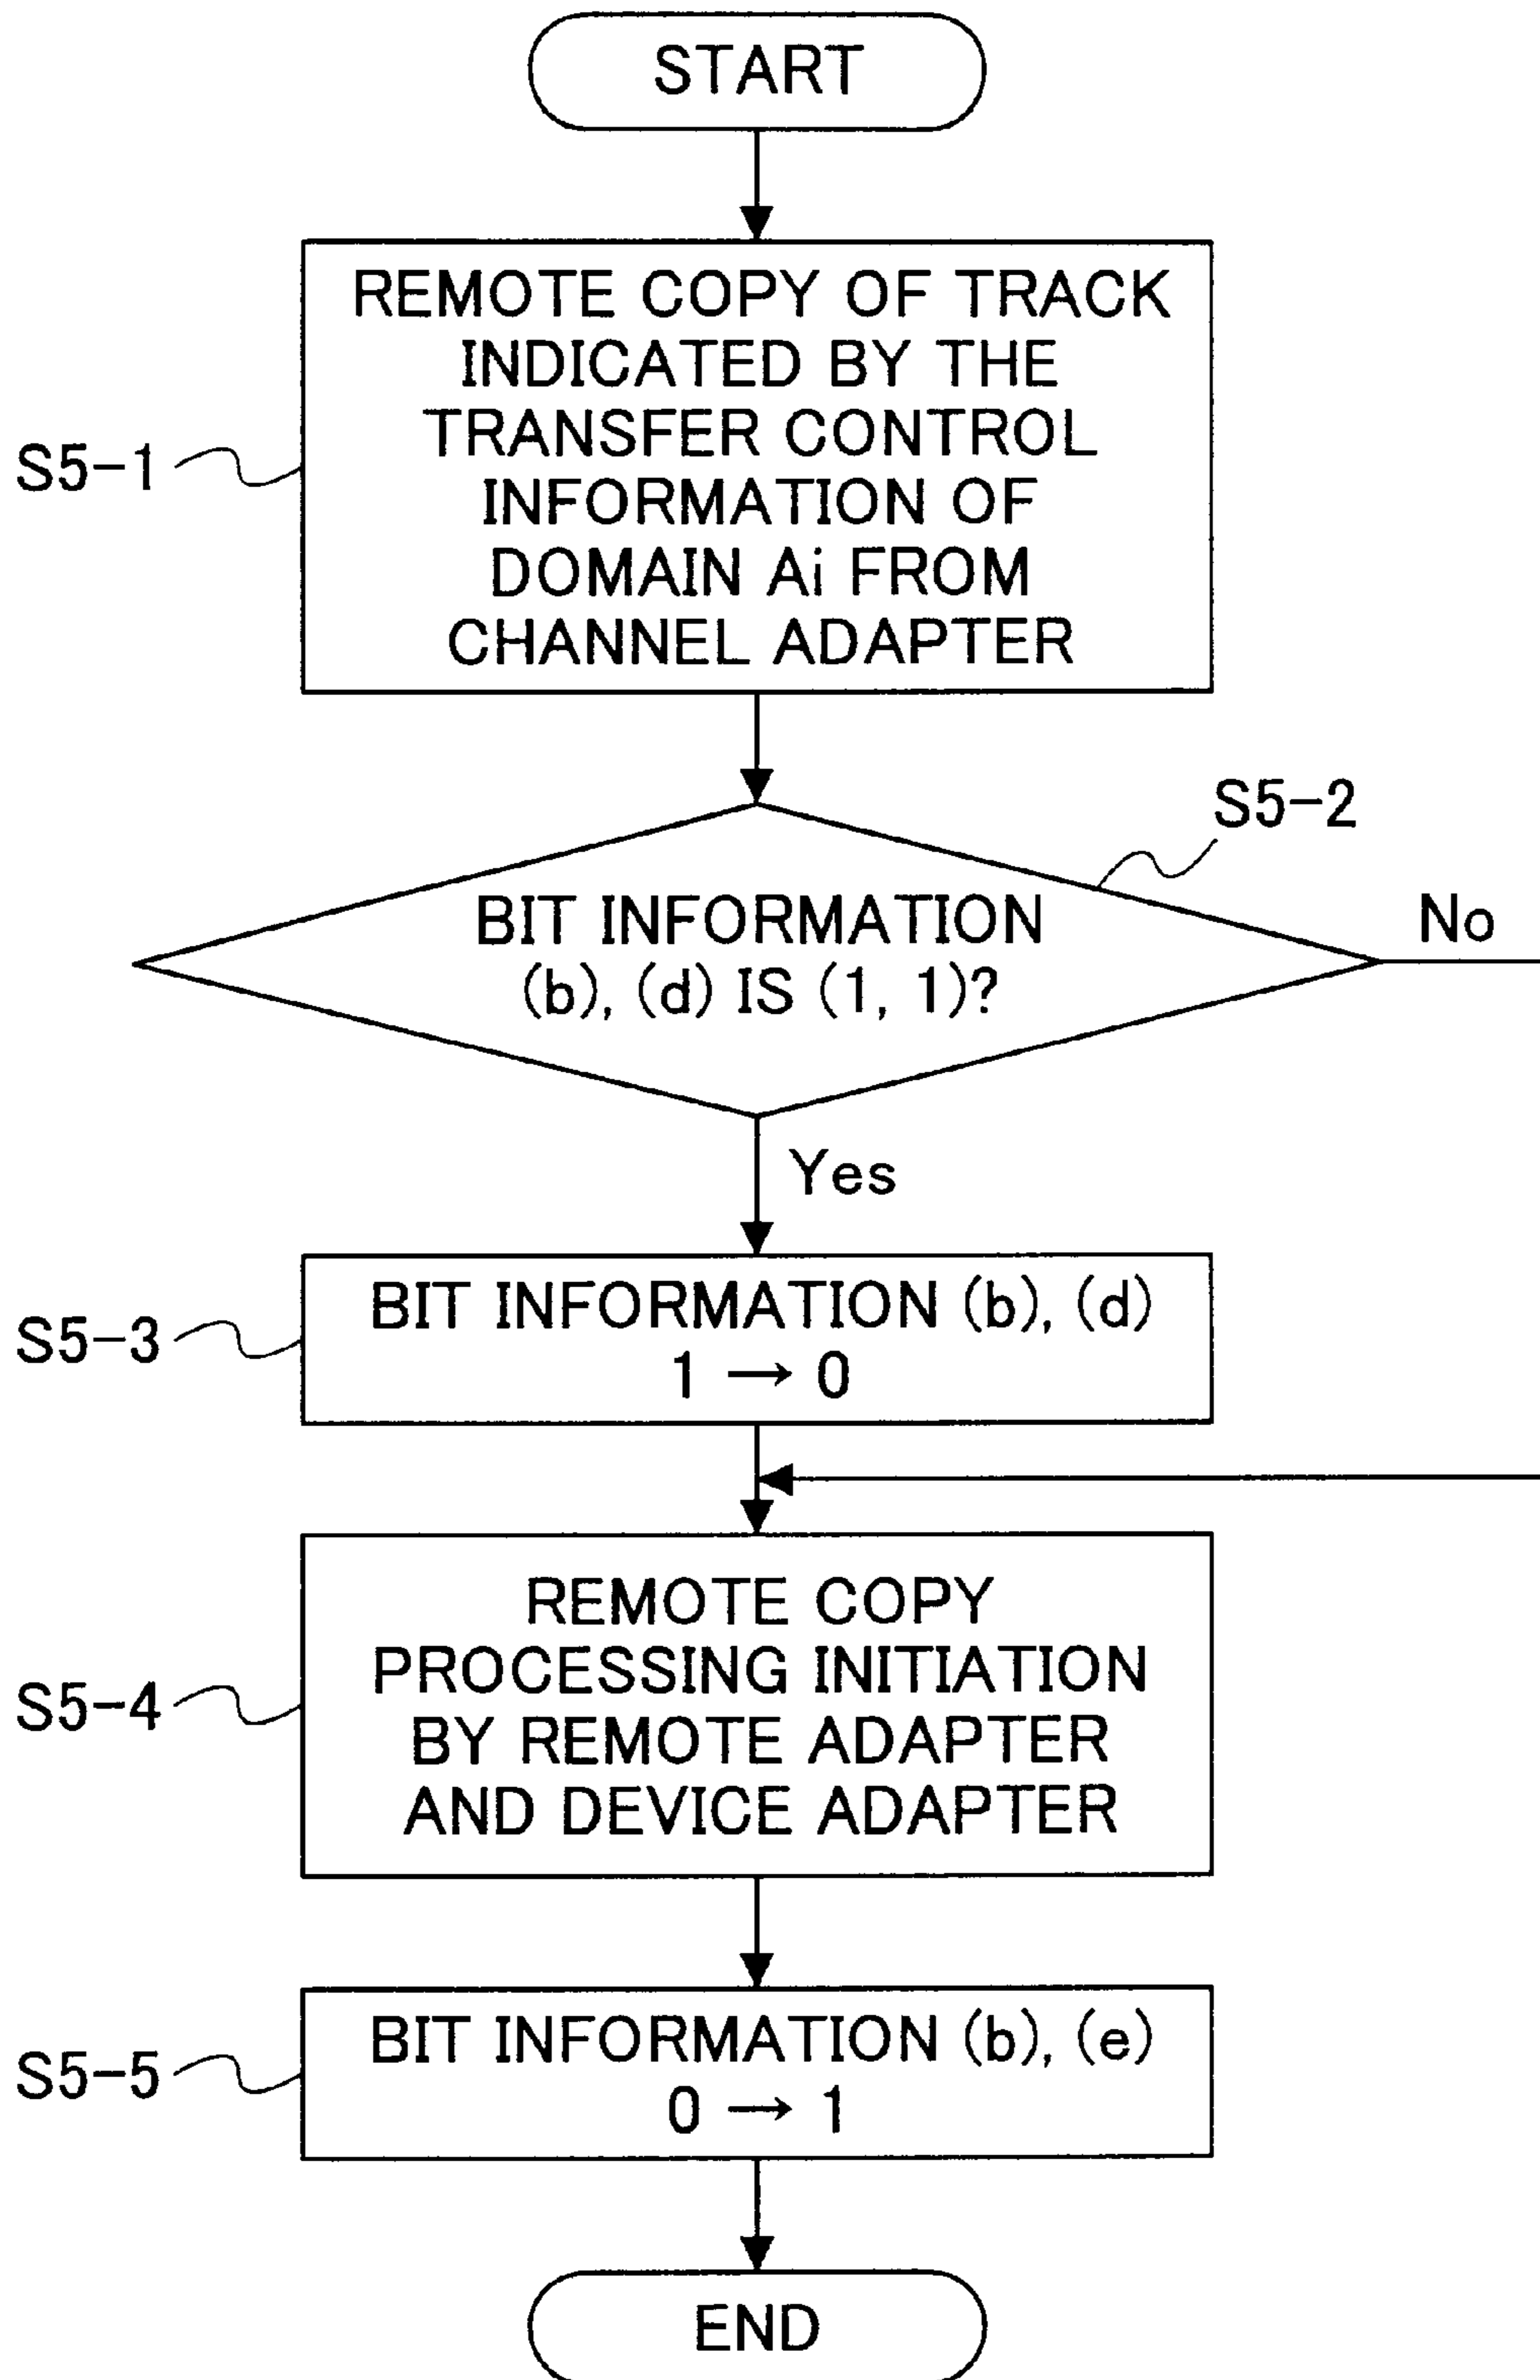 START
REMOTE COPY OF TRACK
INDICATED BY THE
TRANSFER CONTROL
INFORMATION OF
DOMAIN Ai FROM
CHANNEL ADAPTER
S5-1
S5-2
BIT INFORMATION
(b), (d) IS (1, 1)?
No
Yes
BIT INFORMATION (b), (d)
1 → 0
S5-3
REMOTE COPY
PROCESSING INITIATION
BY REMOTE ADAPTER
AND DEVICE ADAPTER
S5-4
BIT INFORMATION (b), (e)
0 → 1
S5-5
END